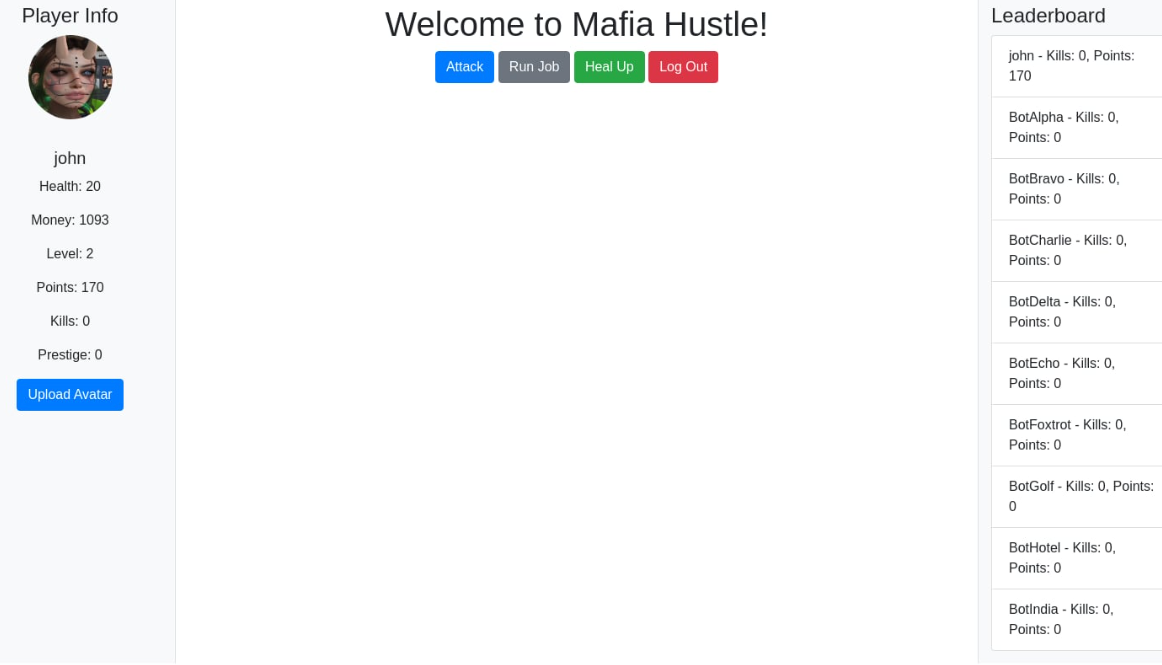 Player Info
john
Health: 20
Money: 1093
Level: 2
Points: 170
Kills: 0
Prestige: 0
Upload Avatar
Welcome to Mafia Hustle!
Attack
Run Job
Heal Up
Log Out
Leaderboard
john - Kills: 0, Points:
170
BotAlpha - Kills: 0,
Points: 0
BotBravo - Kills: 0,
Points: 0
BotCharlie - Kills: 0,
Points: 0
BotDelta - Kills: 0,
Points: 0
BotEcho - Kills: 0,
Points: 0
BotFoxtrot - Kills: 0,
Points: 0
BotGolf - Kills: 0, Points:
0
BotHotel - Kills: 0,
Points: 0
BotIndia - Kills: 0,
Points: 0